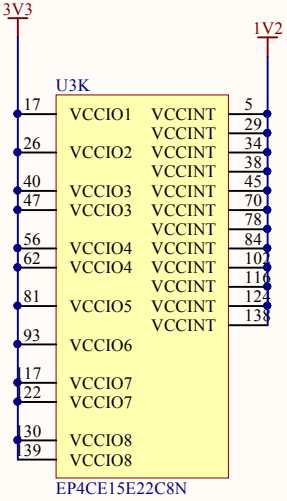 3V3
1V2
U3K
17 VCCIO1 VCCINT 5
VCCINT 29
26 VCCIO2 VCCINT 34
VCCINT 38
40 VCCIO3 VCCINT 45
47 VCCIO3 VCCINT 70
VCCINT 78
56 VCCIO4 VCCINT 84
62 VCCIO4 VCCINT 102
VCCINT 116
81 VCCIO5 VCCINT 124
VCCINT 138
93 VCCIO6
117 VCCIO7
122 VCCIO7
130 VCCIO8
139 VCCIO8
EP4CE15E22C8N